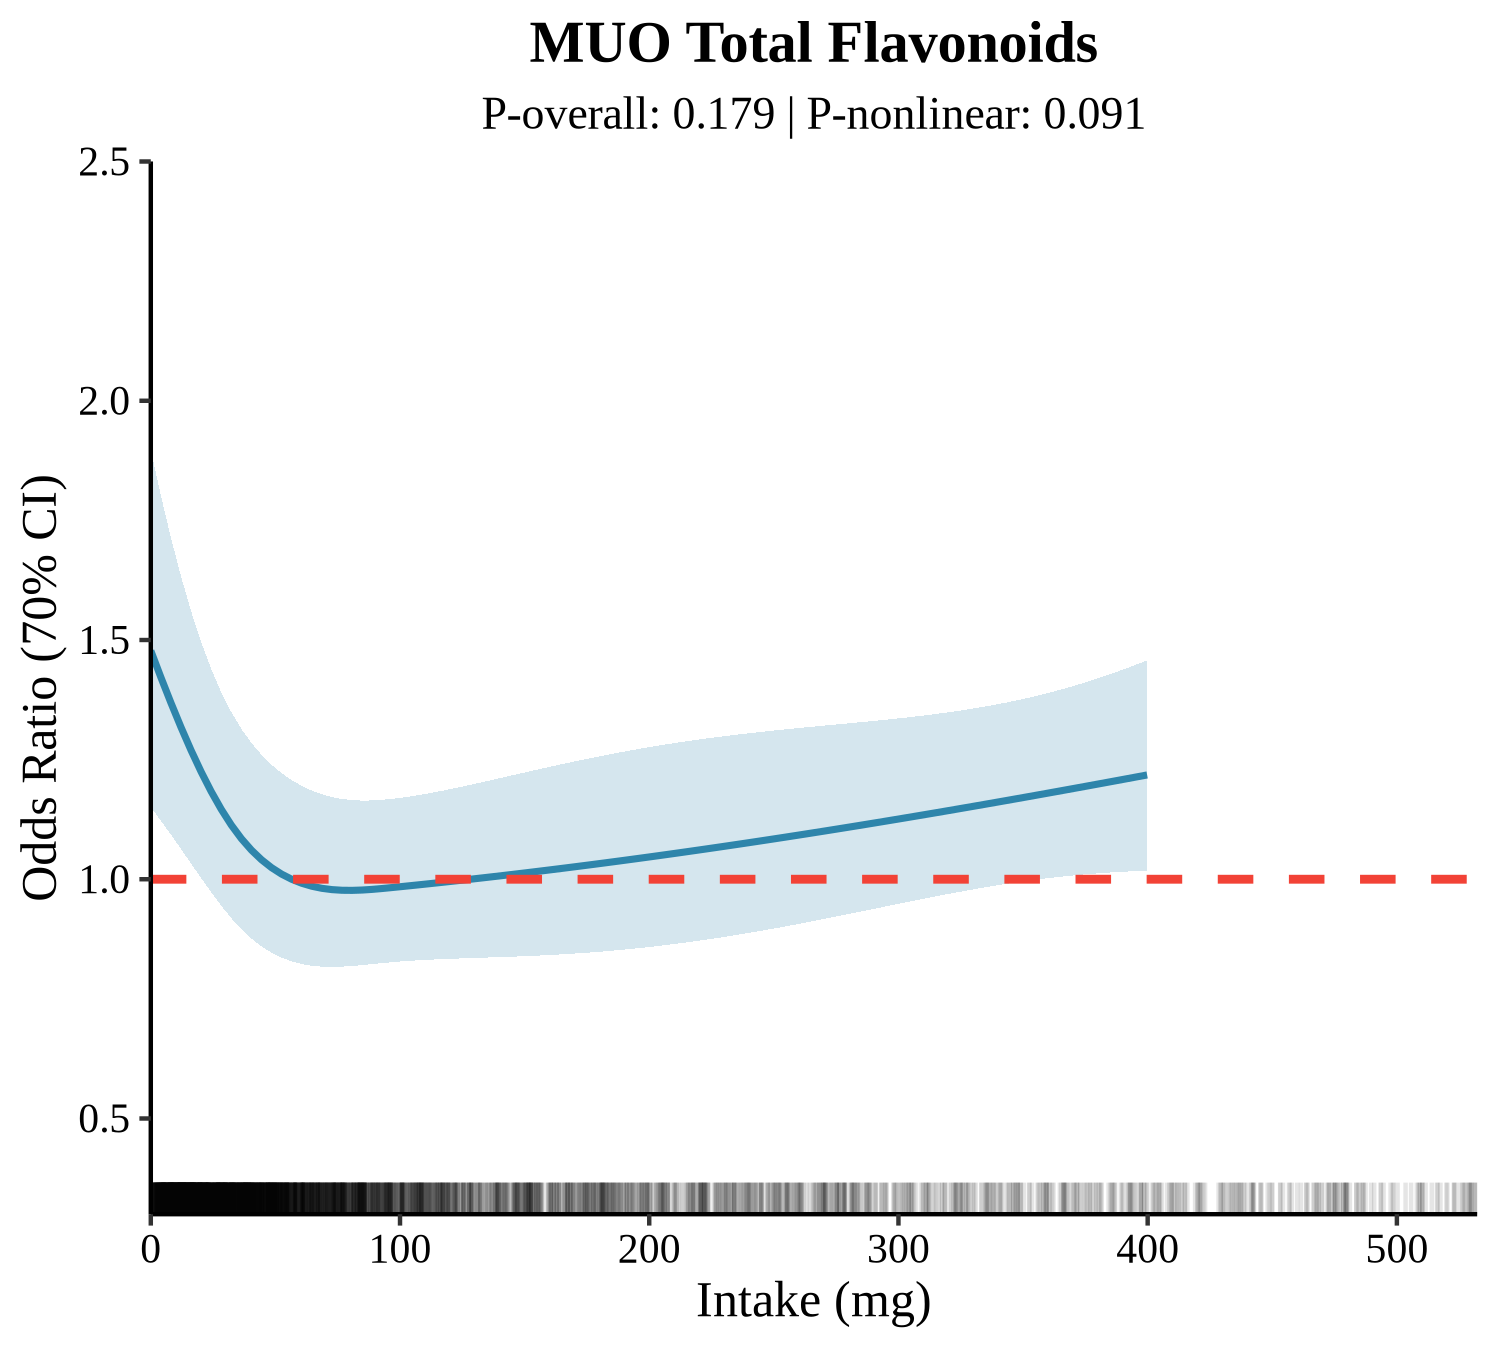 MUO Total Flavonoids
P-overall: 0.179 | P-nonlinear: 0.091
Odds Ratio (70% CI)
2.5
2.0
1.5
1.0
0.5
0 100 200 300 400 500
Intake (mg)